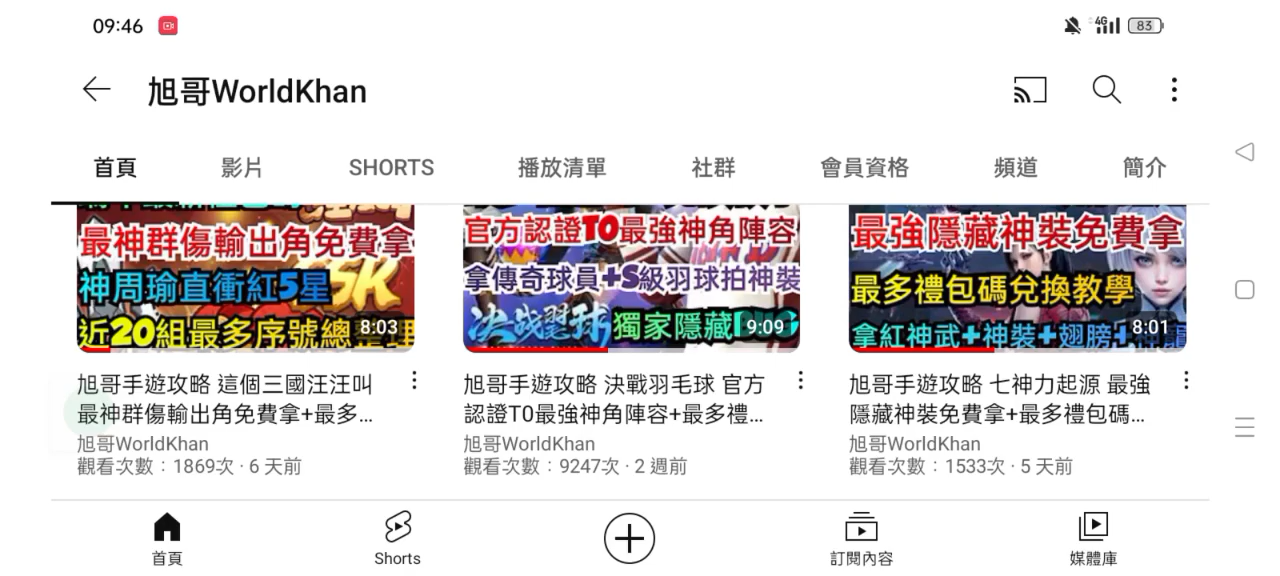 09:46
4G
83
旭哥WorldKhan
首頁 影片 SHORTS 播放清單 社群 會員資格 頻道 簡介
最神群傷輸出角免費拿
神周瑜直衝紅5星
近20組最多序號總整理
8:03
官方認證T0最強神角陣容
拿傳奇球員+S級羽球拍神裝
獨家隱藏
9:09
最強隱藏神裝免費拿
最多禮包碼兌換教學
拿紅神武+神裝+翅膀+神寵
8:01
旭哥手遊攻略 這個三國汪汪叫
最神群傷輸出角免費拿+最多...
旭哥WorldKhan
觀看次數：1869次 · 6 天前
旭哥手遊攻略 決戰羽毛球 官方
認證T0最強神角陣容+最多禮...
旭哥WorldKhan
觀看次數：9247次 · 2 週前
旭哥手遊攻略 七神力起源 最強
隱藏神裝免費拿+最多禮包碼...
旭哥WorldKhan
觀看次數：1533次 · 5 天前
首頁 Shorts 訂閱內容 媒體庫